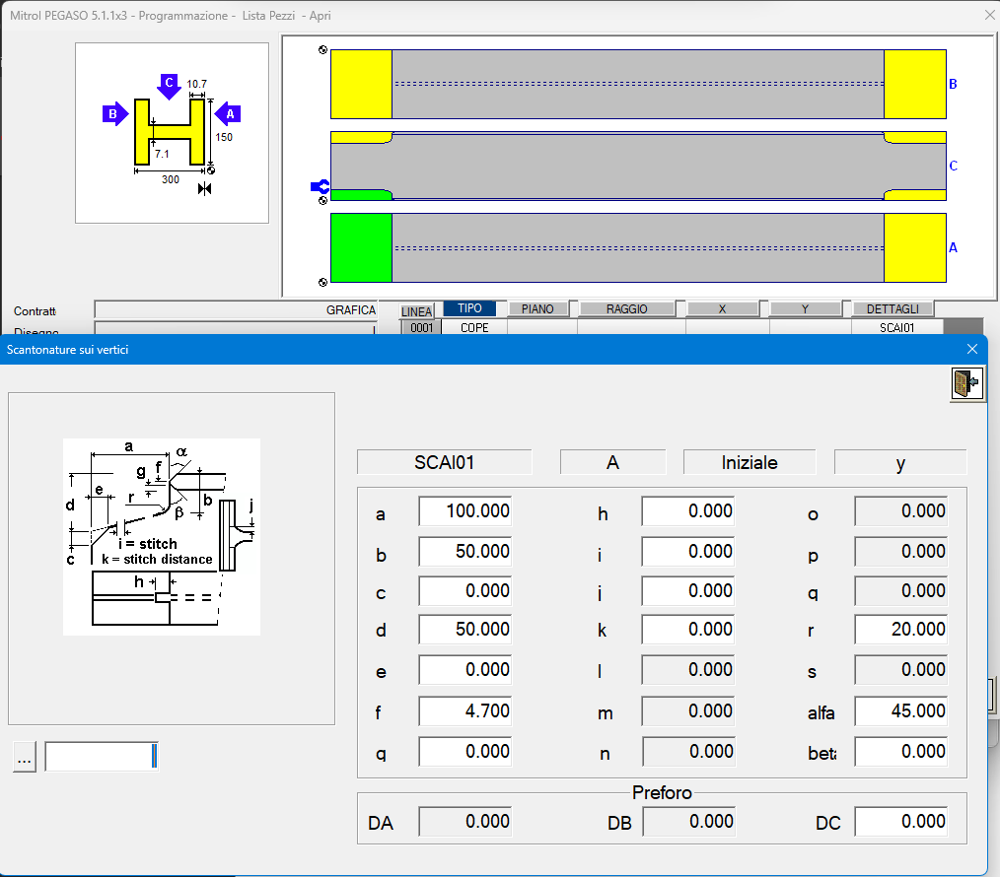 Mitrol PEGASO 5.1.1x3 - Programmazione - Lista Pezzi - Apri
C
10.7
B
A
150
7.1
300
B
C
A
Contratt
GRAFICA
LINEA
TIPO
PIANO
RAGGIO
X
Y
DETTAGLI
Disegno
0001
COPE
SCAI01
Scantonature sui vertici
a
α
g
f
e
d
r
b
β
j
i = stitch
c
k = stitch distance
h
SCAI01
A
Iniziale
y
a 100.000 h 0.000 o 0.000
b 50.000 i 0.000 p 0.000
c 0.000 j 0.000 q 0.000
d 50.000 k 0.000 r 20.000
e 0.000 l 0.000 s 0.000
f 4.700 m 0.000 alfa 45.000
g 0.000 n 0.000 beta 0.000
...
Preforo
DA 0.000 DB 0.000 DC 0.000